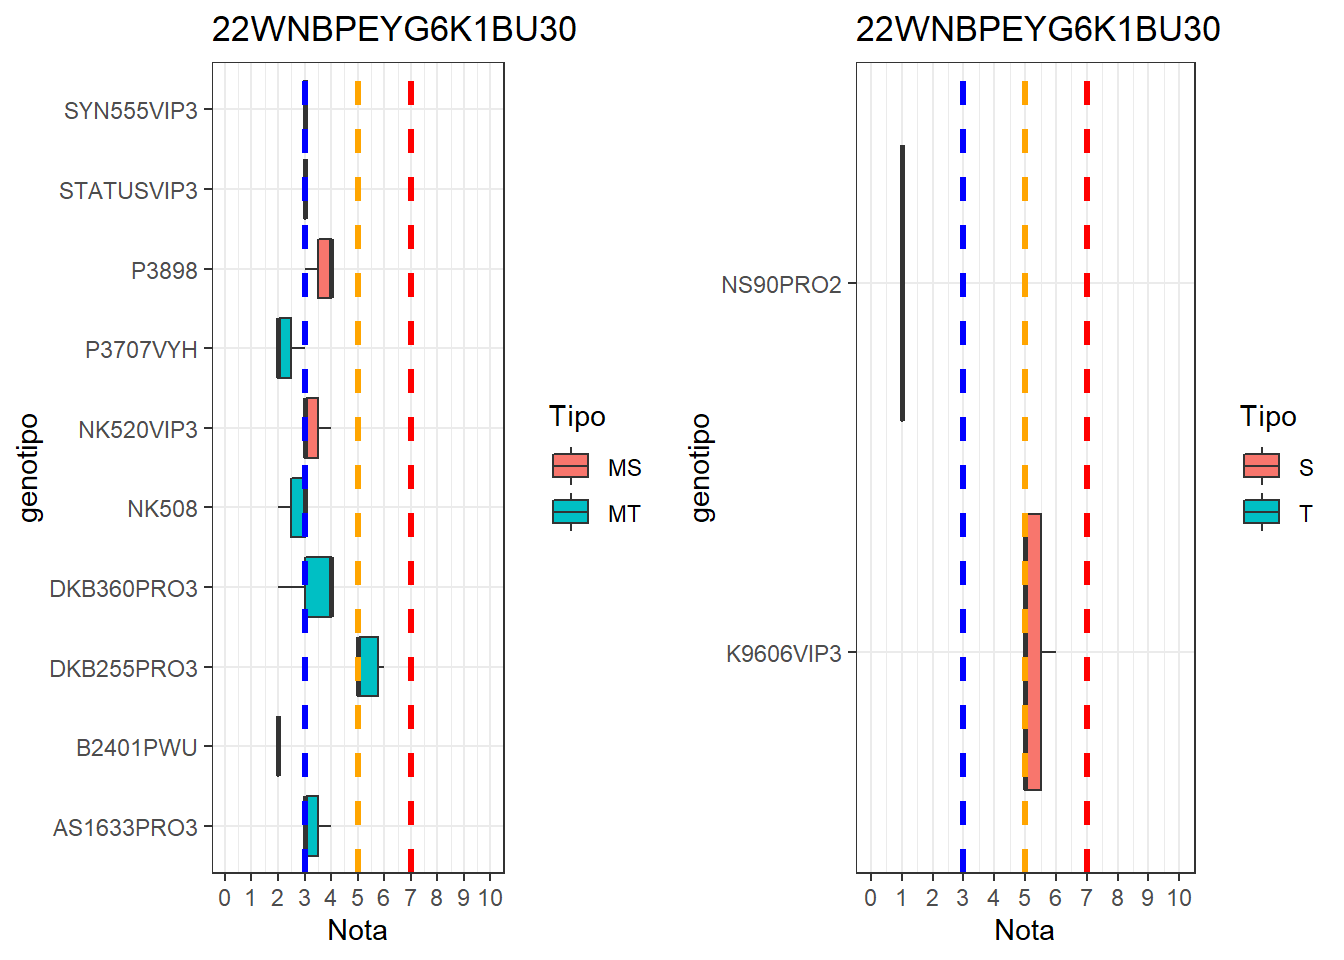 22WNBPEYG6K1BU30
SYN555VIP3
STATUSVIP3
P3898
P3707VYH
NK520VIP3
NK508
DKB360PRO3
DKB255PRO3
B2401PWU
AS1633PRO3
genotipo
0 1 2 3 4 5 6 7 8 9 10
Nota
Tipo
MS
MT
22WNBPEYG6K1BU30
NS90PRO2
K9606VIP3
genotipo
0 1 2 3 4 5 6 7 8 9 10
Nota
Tipo
S
T